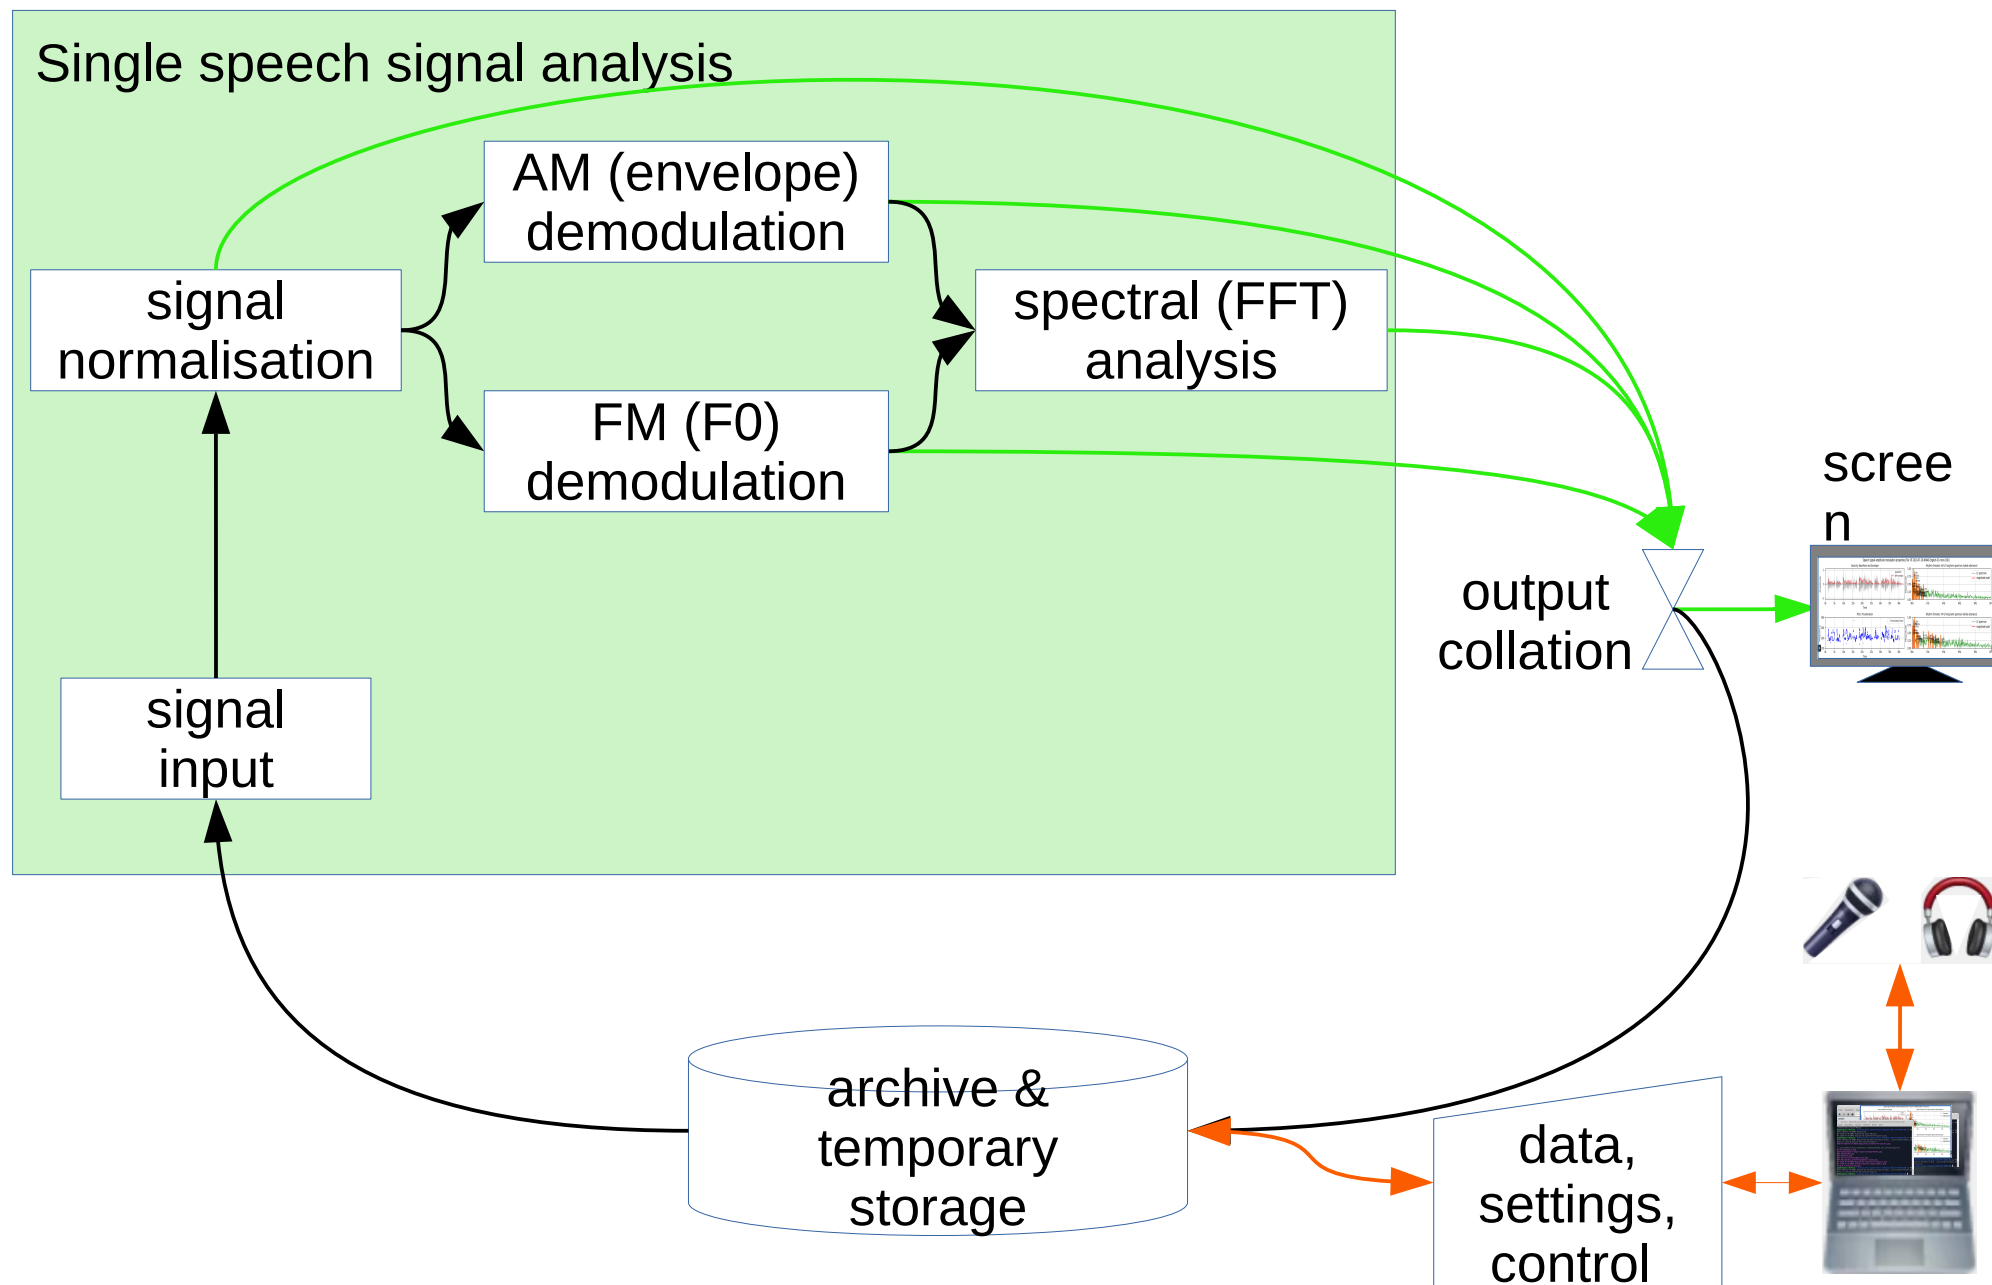 Single speech signal analysis
AM (envelope)
demodulation
signal
normalisation
spectral (FFT)
analysis
FM (F0)
demodulation
scree
n
output
collation
signal
input
archive &
temporary
storage
data,
settings,
control